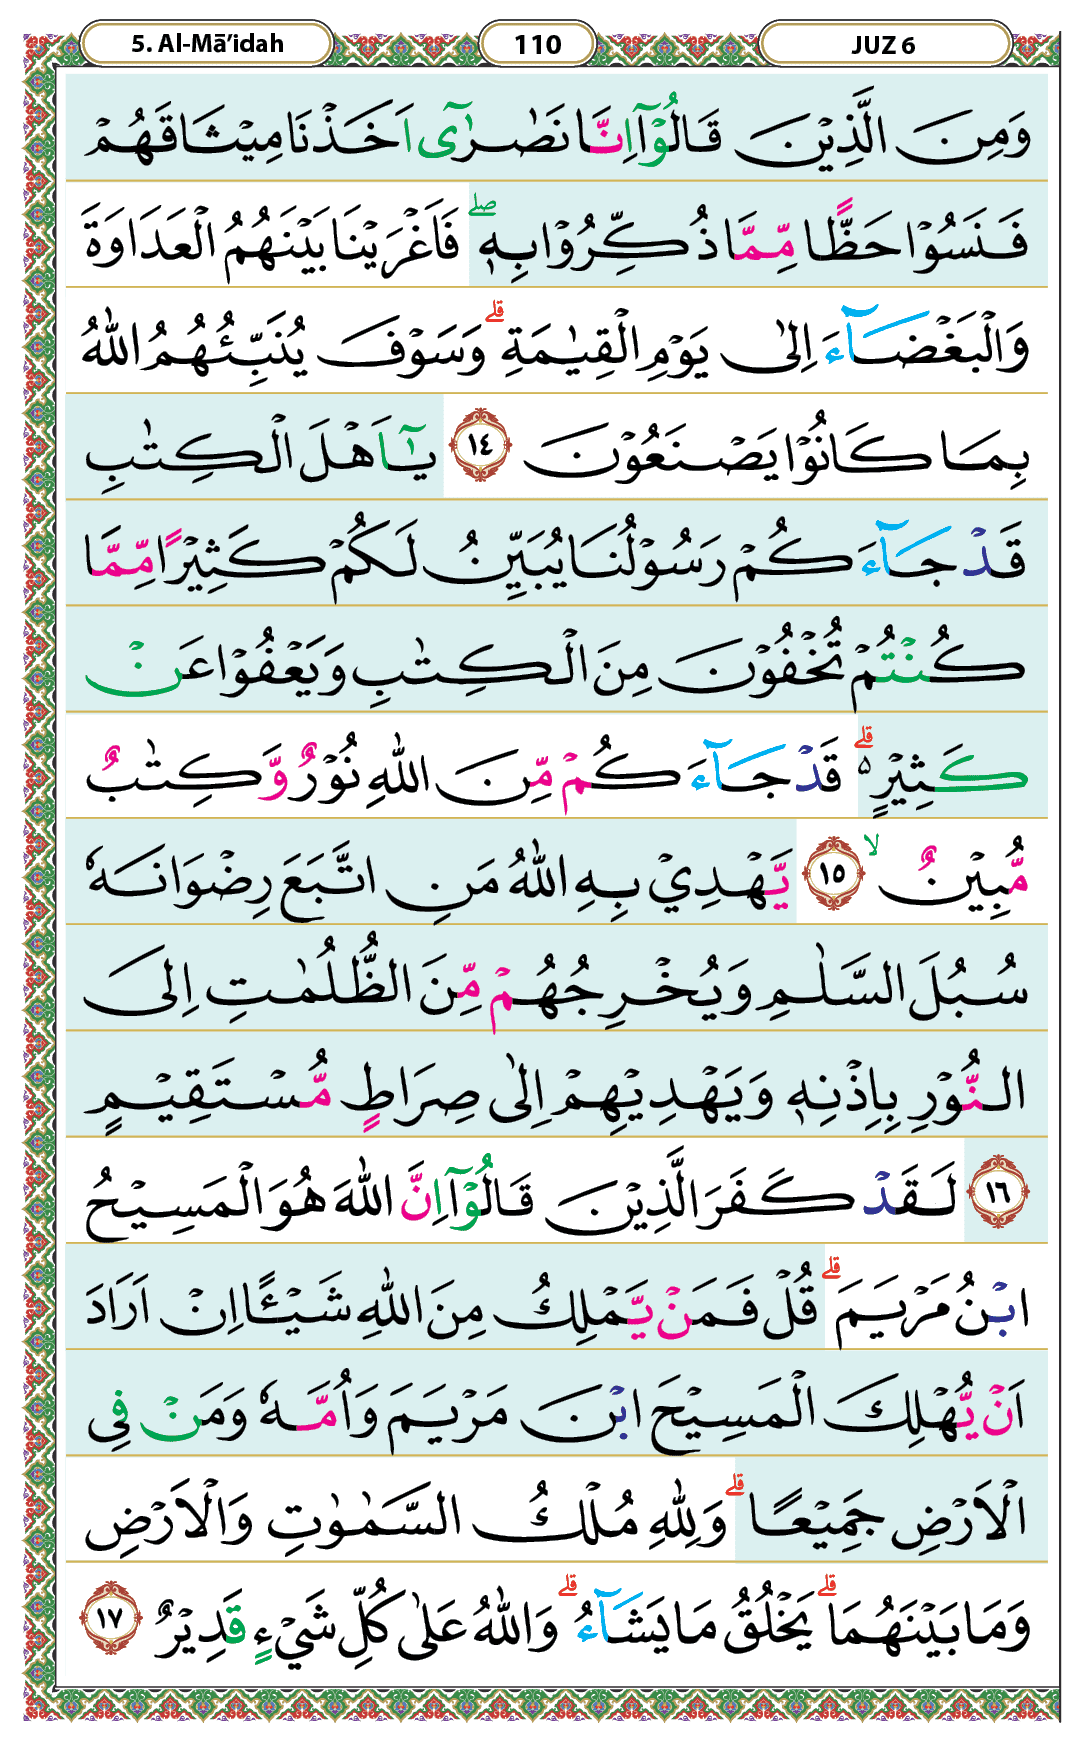 5. Al-Mā’idah 110 JUZ 6
وَمِنَ الَّذِيْنَ قَالُوْٓا اِنَّا نَصٰرٰٓى اَخَذْنَا مِيْثَاقَهُمْ
فَنَسُوْا حَظًّا مِّمَّا ذُكِّرُوْا بِهٖۖ فَاَغْرَيْنَا بَيْنَهُمُ الْعَدَاوَةَ
وَالْبَغْضَاۤءَ اِلٰى يَوْمِ الْقِيٰمَةِۗ وَسَوْفَ يُنَبِّئُهُمُ اللّٰهُ
بِمَا كَانُوْا يَصْنَعُوْنَ ١٤ يٰٓاَهْلَ الْكِتٰبِ
قَدْ جَاۤءَكُمْ رَسُوْلُنَا يُبَيِّنُ لَكُمْ كَثِيْرًا مِّمَّا
كُنْتُمْ تُخْفُوْنَ مِنَ الْكِتٰبِ وَيَعْفُوْا عَنْ
كَثِيْرٍەۗ قَدْ جَاۤءَكُمْ مِّنَ اللّٰهِ نُوْرٌ وَّكِتٰبٌ
مُّبِيْنٌۙ ١٥ يَّهْدِيْ بِهِ اللّٰهُ مَنِ اتَّبَعَ رِضْوَانَهٗ
سُبُلَ السَّلٰمِ وَيُخْرِجُهُمْ مِّنَ الظُّلُمٰتِ اِلَى
النُّوْرِ بِاِذْنِهٖ وَيَهْدِيْهِمْ اِلٰى صِرَاطٍ مُّسْتَقِيْمٍ
١٦ لَقَدْ كَفَرَ الَّذِيْنَ قَالُوْٓا اِنَّ اللّٰهَ هُوَ الْمَسِيْحُ
ابْنُ مَرْيَمَۗ قُلْ فَمَنْ يَّمْلِكُ مِنَ اللّٰهِ شَيْـًٔا اِنْ اَرَادَ
اَنْ يُّهْلِكَ الْمَسِيْحَ ابْنَ مَرْيَمَ وَاُمَّهٗ وَمَنْ فِى
الْاَرْضِ جَمِيْعًاۗ وَلِلّٰهِ مُلْكُ السَّمٰوٰتِ وَالْاَرْضِ
وَمَا بَيْنَهُمَاۗ يَخْلُقُ مَا يَشَاۤءُۗ وَاللّٰهُ عَلٰى كُلِّ شَيْءٍ قَدِيْرٌ ١٧